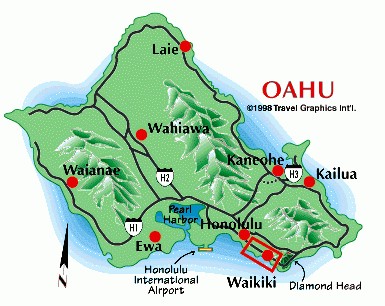 Laie
OAHU
©1998 Travel Graphics Int'l.
Wahiawa
Kaneohe
H3
Kailua
Waianae
H2
Pearl
Harbor
Honolulu
H1
Ewa
Honolulu
International
Airport
Waikiki
Diamond Head